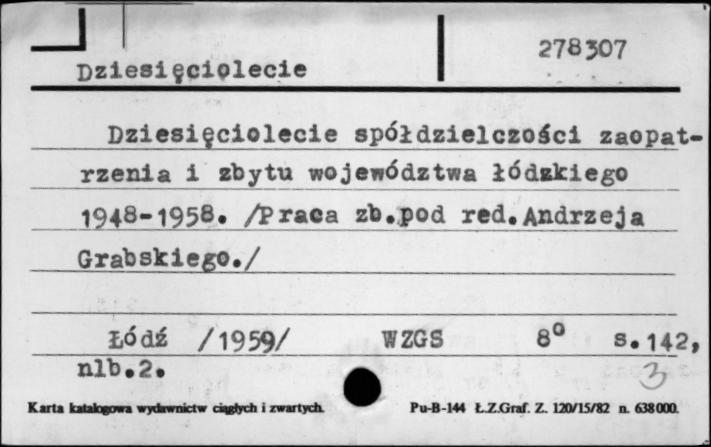 278307
Dziesięciolecie
Dziesięciolecie spółdzielczości zaopat-
rzenia i zbytu województwa łódzkiego
1948-1958. /Praca zb.pod red.Andrzeja
Grabskiego./
Łódź /1959/ WZGS 8° s.142,
nlb.2.
3
Karta katalogowa wydawnictw ciągłych i zwartych. Pu-B-144 Ł.Z.Graf. Z. 120/15/82 n. 638000.